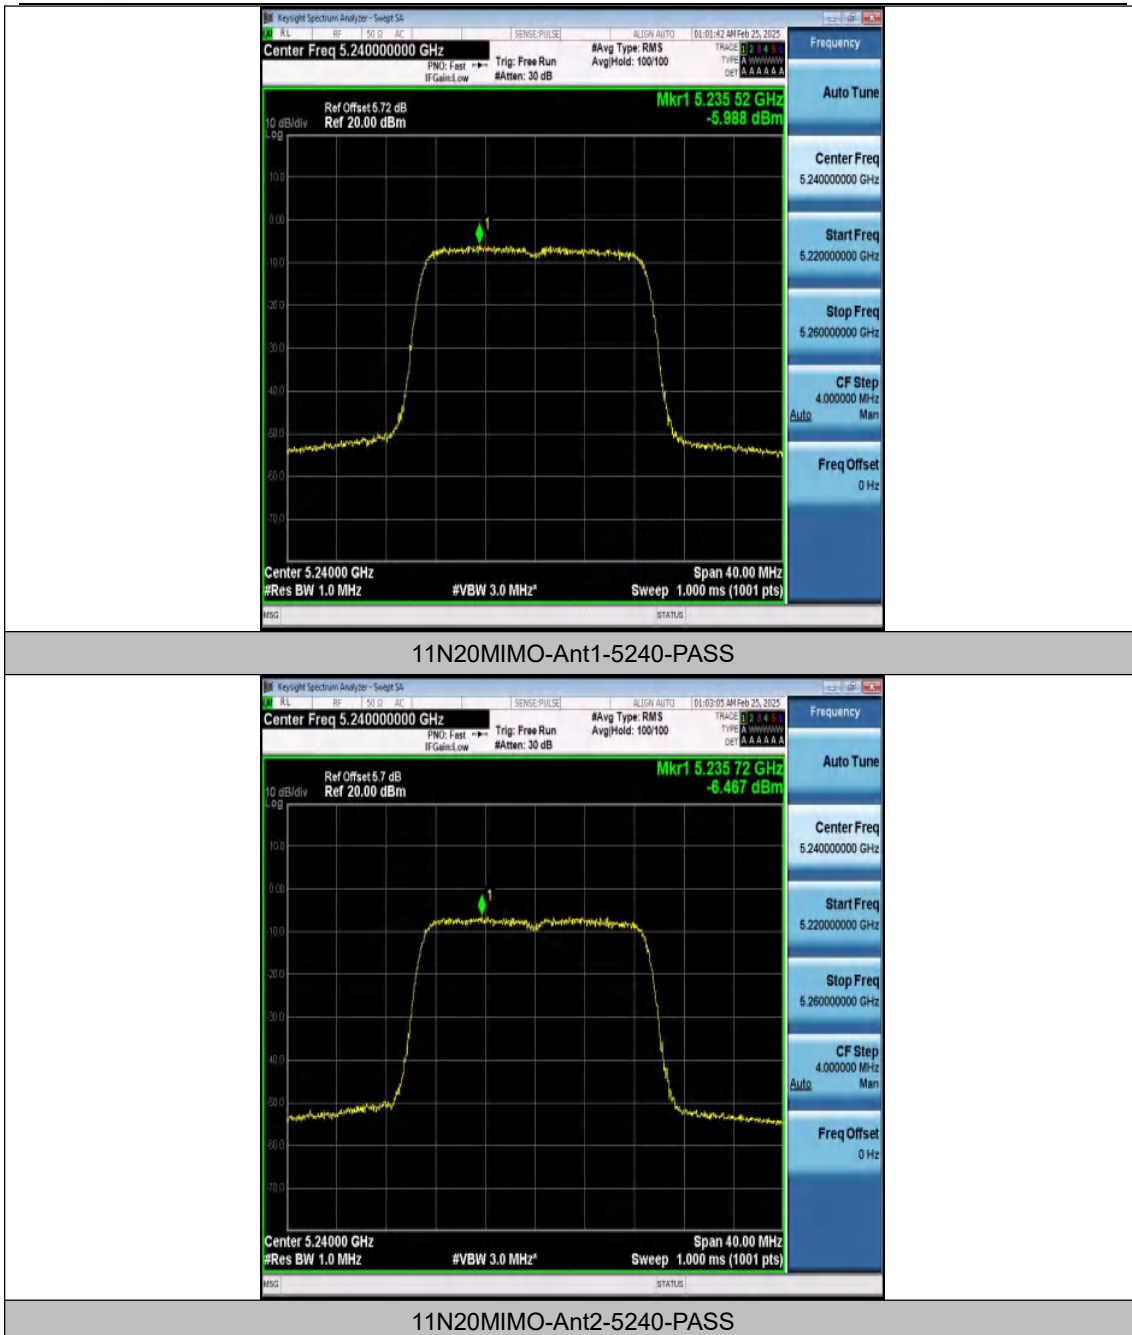 Keysight Spectrum Analyzer - Swept SA
RL RF 50 Ω AC SENSE:PULSE ALIGN AUTO 01:01:42 AM Feb 25, 2025
Center Freq 5.240000000 GHz #Avg Type: RMS TRACE 1 2 3 4 5 6
PNO: Fast Trig: Free Run Avg|Hold: 100/100 TYPE A WWWWW
IFGain:Low #Atten: 30 dB DET A A A A A A
Mkr1 5.235 52 GHz
-5.988 dBm
Ref Offset 5.72 dB
10 dB/div Ref 20.00 dBm
Log
10.0
0.00
-10.0
-20.0
-30.0
-40.0
-50.0
-60.0
-70.0
1
Center 5.24000 GHz Span 40.00 MHz
#Res BW 1.0 MHz #VBW 3.0 MHz* Sweep 1.000 ms (1001 pts)
MSG STATUS
Frequency
Auto Tune
Center Freq
5.240000000 GHz
Start Freq
5.220000000 GHz
Stop Freq
5.260000000 GHz
CF Step
4.000000 MHz
Auto Man
Freq Offset
0 Hz
11N20MIMO-Ant1-5240-PASS
Keysight Spectrum Analyzer - Swept SA
RL RF 50 Ω AC SENSE:PULSE ALIGN AUTO 01:03:05 AM Feb 25, 2025
Center Freq 5.240000000 GHz #Avg Type: RMS TRACE 1 2 3 4 5 6
PNO: Fast Trig: Free Run Avg|Hold: 100/100 TYPE A WWWWW
IFGain:Low #Atten: 30 dB DET A A A A A A
Mkr1 5.235 72 GHz
-6.467 dBm
Ref Offset 5.7 dB
10 dB/div Ref 20.00 dBm
Log
10.0
0.00
-10.0
-20.0
-30.0
-40.0
-50.0
-60.0
-70.0
1
Center 5.24000 GHz Span 40.00 MHz
#Res BW 1.0 MHz #VBW 3.0 MHz* Sweep 1.000 ms (1001 pts)
MSG STATUS
Frequency
Auto Tune
Center Freq
5.240000000 GHz
Start Freq
5.220000000 GHz
Stop Freq
5.260000000 GHz
CF Step
4.000000 MHz
Auto Man
Freq Offset
0 Hz
11N20MIMO-Ant2-5240-PASS